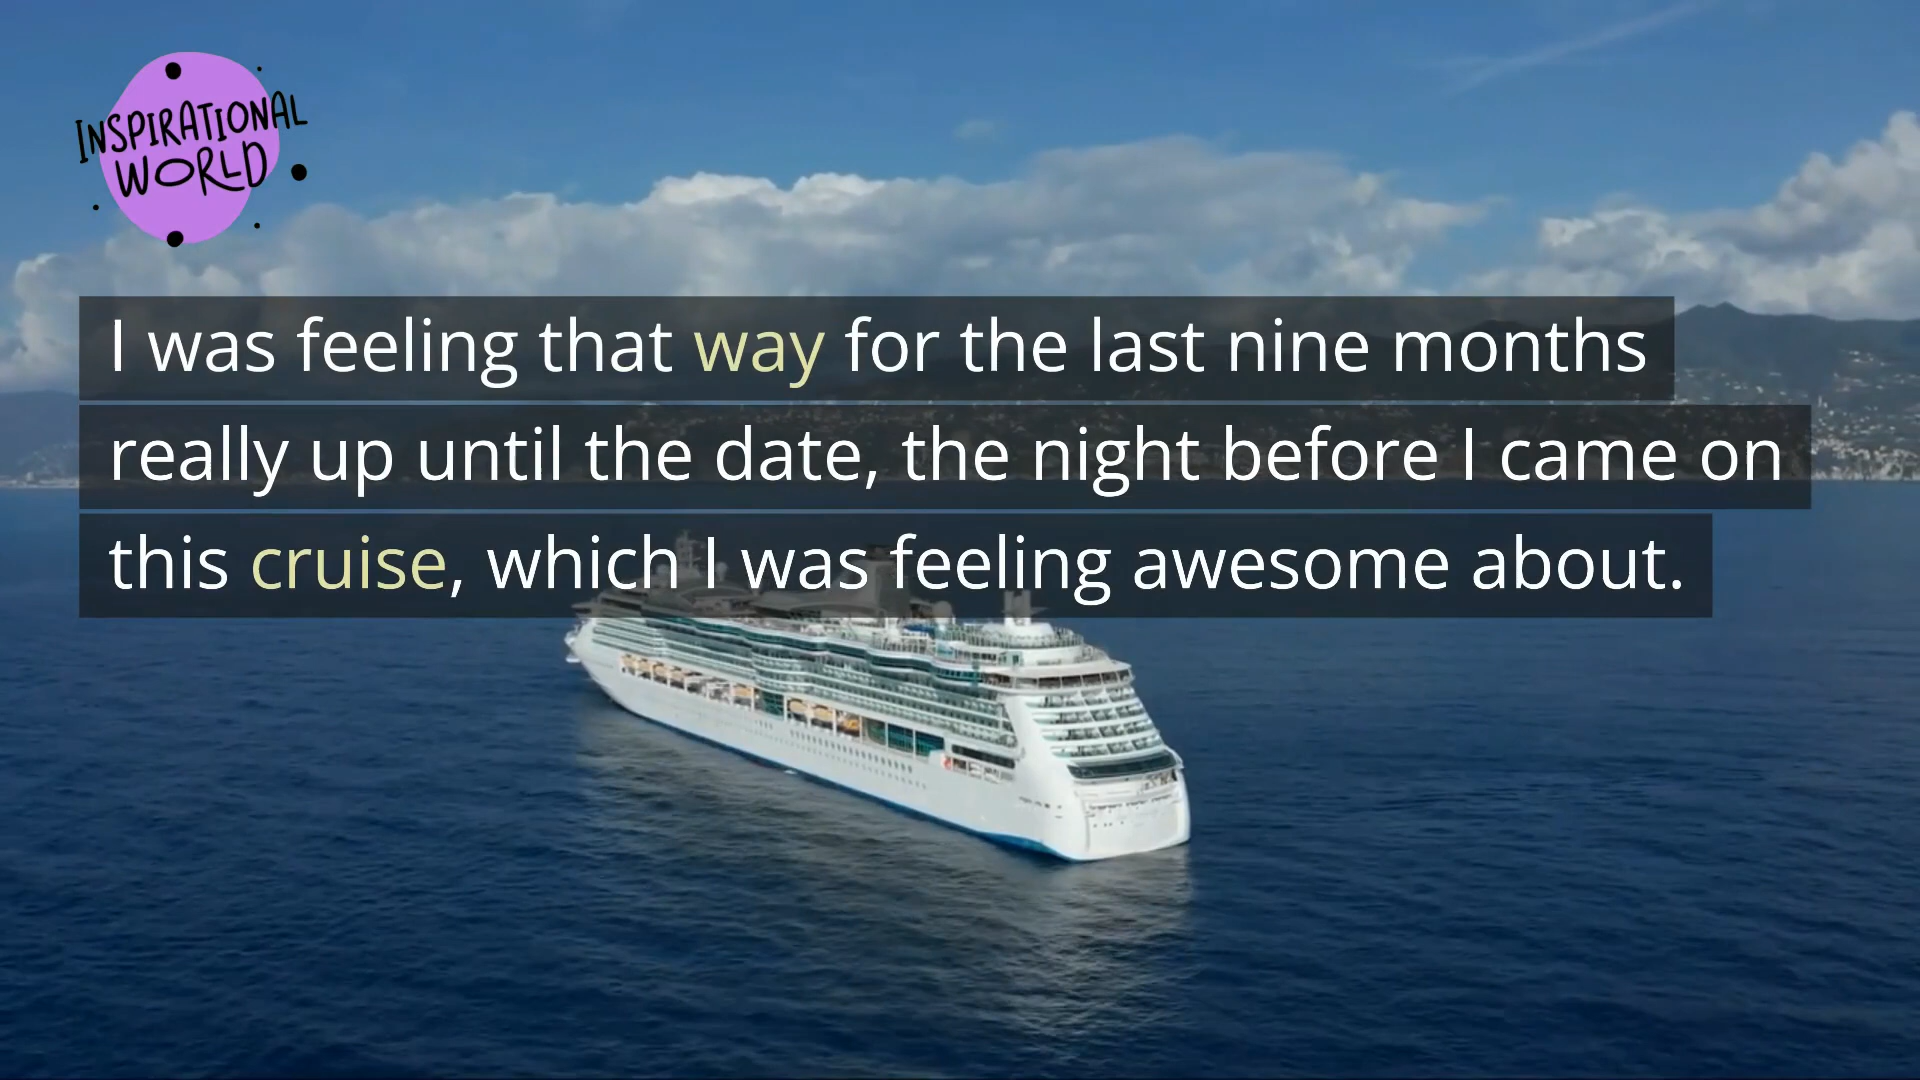 INSPIRATIONAL
WORLD
I was feeling that way for the last nine months
really up until the date, the night before I came on
this cruise, which I was feeling awesome about.